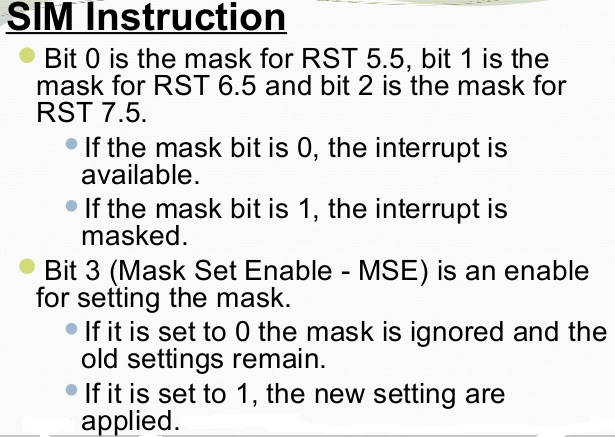 SIM Instruction
Bit 0 is the mask for RST 5.5, bit 1 is the
mask for RST 6.5 and bit 2 is the mask for
RST 7.5.
If the mask bit is 0, the interrupt is
available.
If the mask bit is 1, the interrupt is
masked.
Bit 3 (Mask Set Enable - MSE) is an enable
for setting the mask.
If it is set to 0 the mask is ignored and the
old settings remain.
If it is set to 1, the new setting are
applied.